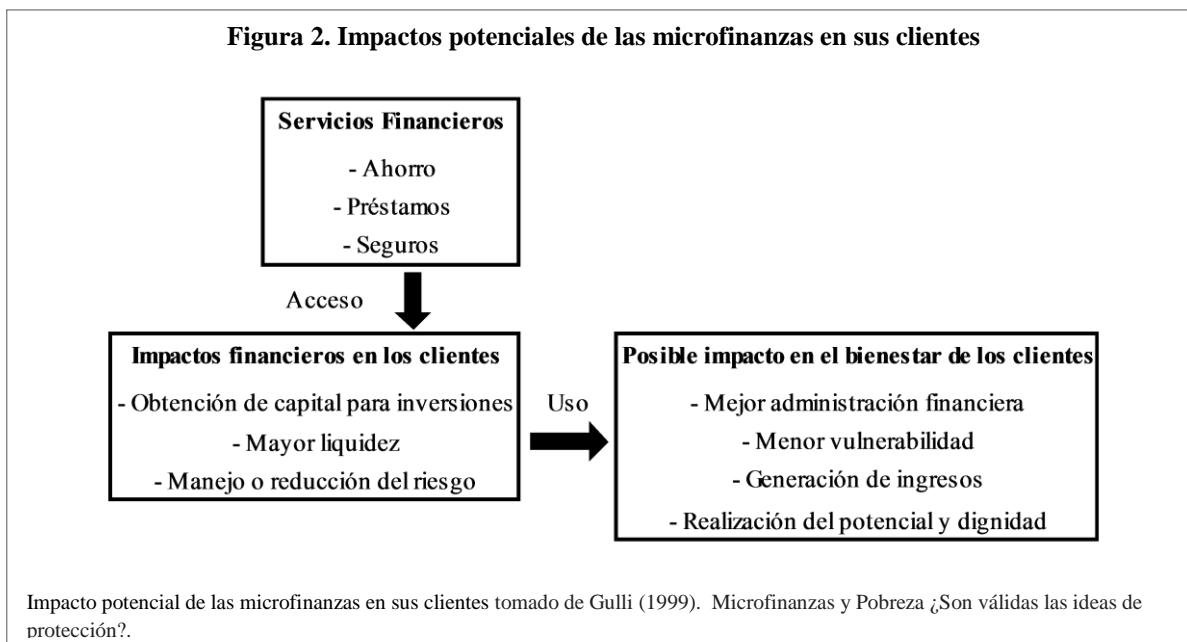 Figura 2. Impactos potenciales de las microfinanzas en sus clientes
Servicios Financieros
- Ahorro
- Préstamos
- Seguros
Acceso
Impactos financieros en los clientes
- Obtención de capital para inversiones
- Mayor liquidez
- Manejo o reducción del riesgo
Uso
Posible impacto en el bienestar de los clientes
- Mejor administración financiera
- Menor vulnerabilidad
- Generación de ingresos
- Realización del potencial y dignidad
Impacto potencial de las microfinanzas en sus clientes tomado de Gulli (1999). Microfinanzas y Pobreza ¿Son válidas las ideas de
protección?.